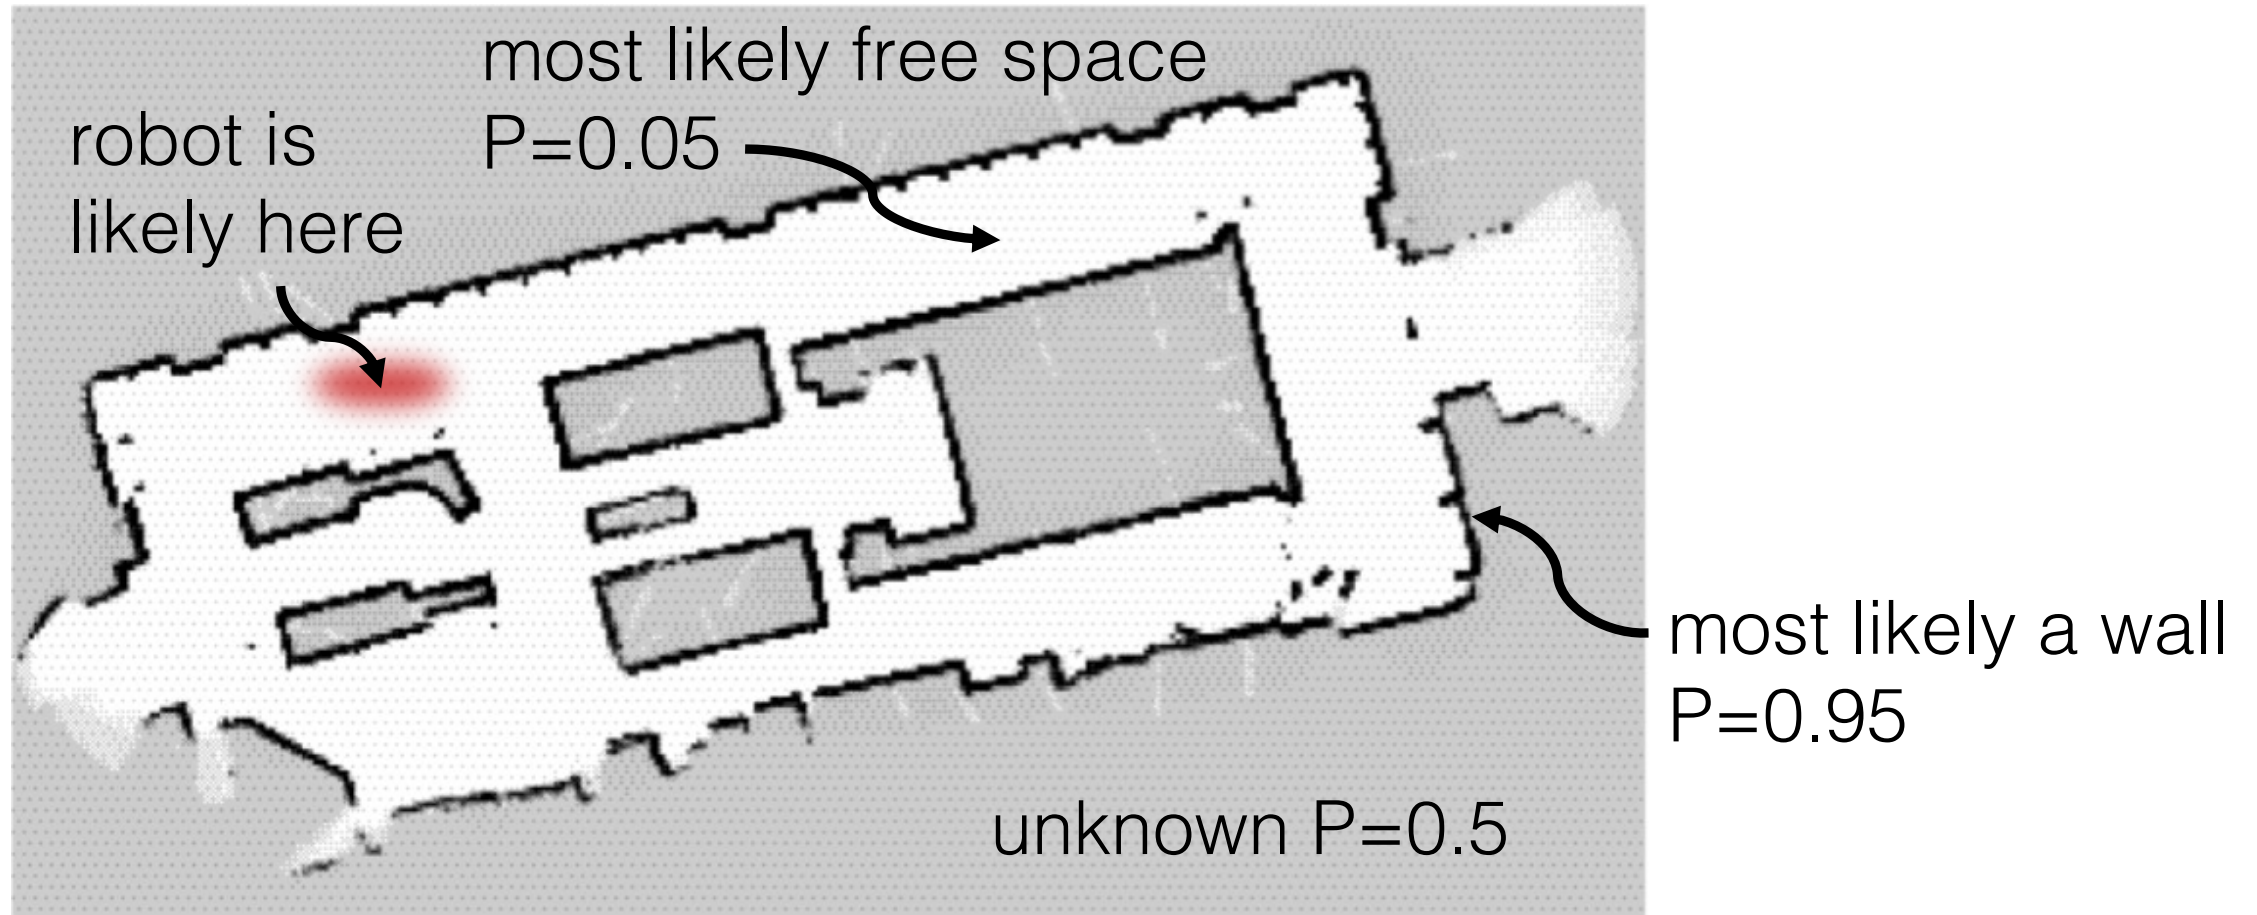 most likely free space
P=0.05
robot is
likely here
most likely a wall
P=0.95
unknown P=0.5